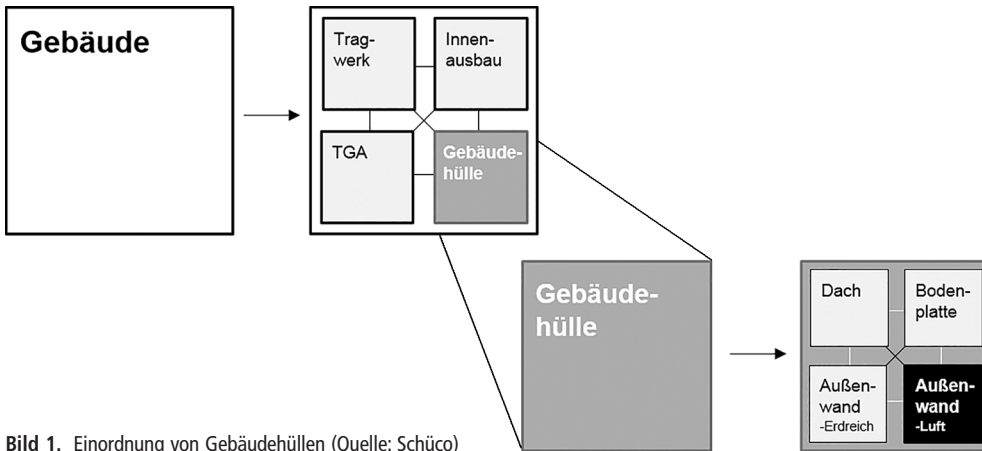 Gebäude
Trag-
werk
Innen-
ausbau
TGA
Gebäude-
hülle
Gebäude-
hülle
Dach
Boden-
platte
Außen-
wand
-Erdreich
Außen-
wand
-Luft
Bild 1. Einordnung von Gebäudehüllen (Quelle: Schüco)